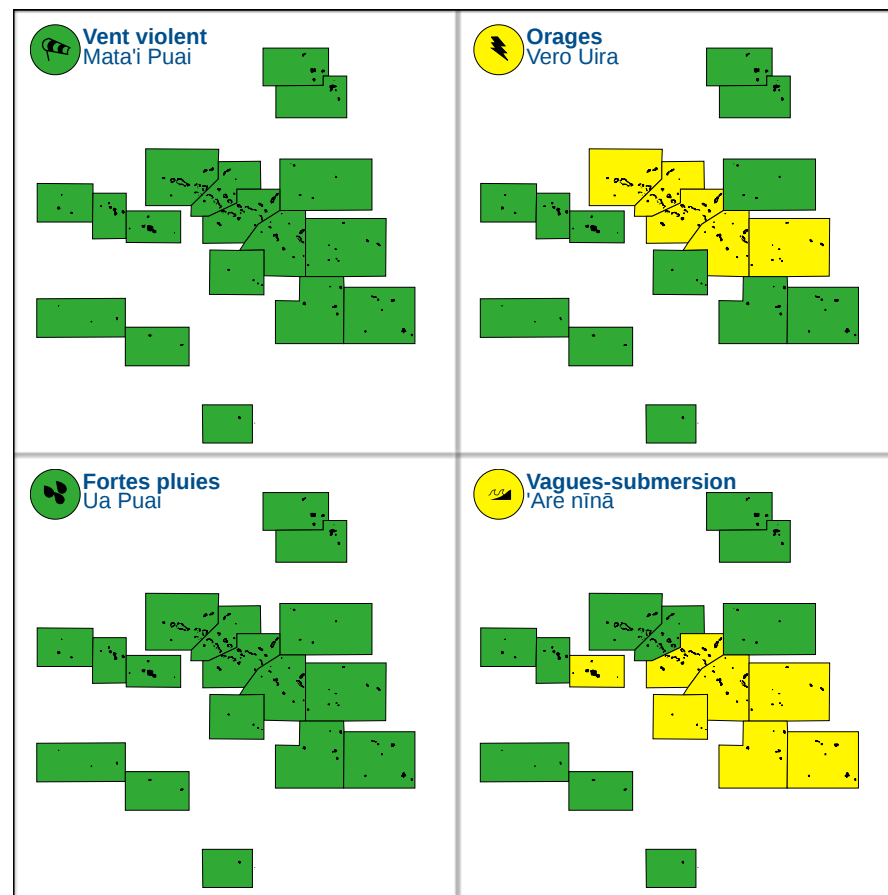 Vent violent
Mata'i Puai
Orages
Vero Uira
Fortes pluies
Ua Puai
Vagues-submersion
'Are nīnā